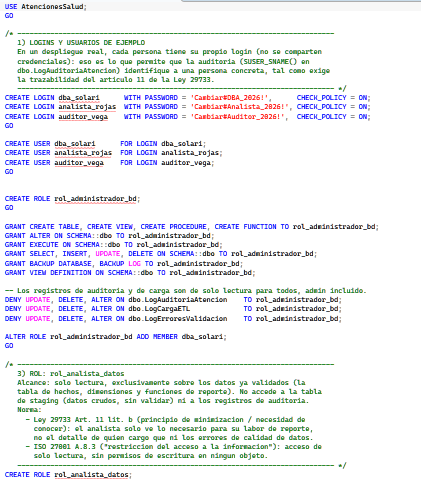 USE AtencionesSalud;
GO
/* ----------------------------------------------------------------------------
1) LOGINS Y USUARIOS DE EJEMPLO
En un despliegue real, cada persona tiene su propio login (no se comparten
credenciales): eso es lo que permite que la auditoria (SUSER_SNAME() en
dbo.LogAuditoriaAtencion) identifique a una persona concreta, tal como exige
la trazabilidad del articulo 11 de la Ley 29733.
---------------------------------------------------------------------------- */
CREATE LOGIN dba_solari WITH PASSWORD = 'Cambiar#DBA_2026!', CHECK_POLICY = ON;
CREATE LOGIN analista_rojas WITH PASSWORD = 'Cambiar#Analista_2026!', CHECK_POLICY = ON;
CREATE LOGIN auditor_vega WITH PASSWORD = 'Cambiar#Auditor_2026!', CHECK_POLICY = ON;
GO
CREATE USER dba_solari FOR LOGIN dba_solari;
CREATE USER analista_rojas FOR LOGIN analista_rojas;
CREATE USER auditor_vega FOR LOGIN auditor_vega;
GO
CREATE ROLE rol_administrador_bd;
GO
GRANT CREATE TABLE, CREATE VIEW, CREATE PROCEDURE, CREATE FUNCTION TO rol_administrador_bd;
GRANT ALTER ON SCHEMA::dbo TO rol_administrador_bd;
GRANT EXECUTE ON SCHEMA::dbo TO rol_administrador_bd;
GRANT SELECT, INSERT, UPDATE, DELETE ON SCHEMA::dbo TO rol_administrador_bd;
GRANT BACKUP DATABASE, BACKUP LOG TO rol_administrador_bd;
GRANT VIEW DEFINITION ON SCHEMA::dbo TO rol_administrador_bd;
-- Los registros de auditoria y de carga son de solo lectura para todos, admin incluido.
DENY UPDATE, DELETE, ALTER ON dbo.LogAuditoriaAtencion TO rol_administrador_bd;
DENY UPDATE, DELETE, ALTER ON dbo.LogCargaETL TO rol_administrador_bd;
DENY UPDATE, DELETE, ALTER ON dbo.LogErroresValidacion TO rol_administrador_bd;
ALTER ROLE rol_administrador_bd ADD MEMBER dba_solari;
GO
/* ----------------------------------------------------------------------------
3) ROL: rol_analista_datos
Alcance: solo lectura, exclusivamente sobre los datos ya validados (la
tabla de hechos, dimensiones y funciones de reporte). No accede a la tabla
de staging (datos crudos, sin validar) ni a los registros de auditoria.
Norma:
- Ley 29733 Art. 11 lit. b (principio de minimizacion / necesidad de
conocer): el analista solo ve lo necesario para su labor de reporte,
no el detalle de quien cargo que ni los errores de calidad de datos.
- ISO 27001 A.8.3 ("restriccion del acceso a la informacion"): acceso de
solo lectura, sin permisos de escritura en ningun objeto.
---------------------------------------------------------------------------- */
CREATE ROLE rol_analista_datos;